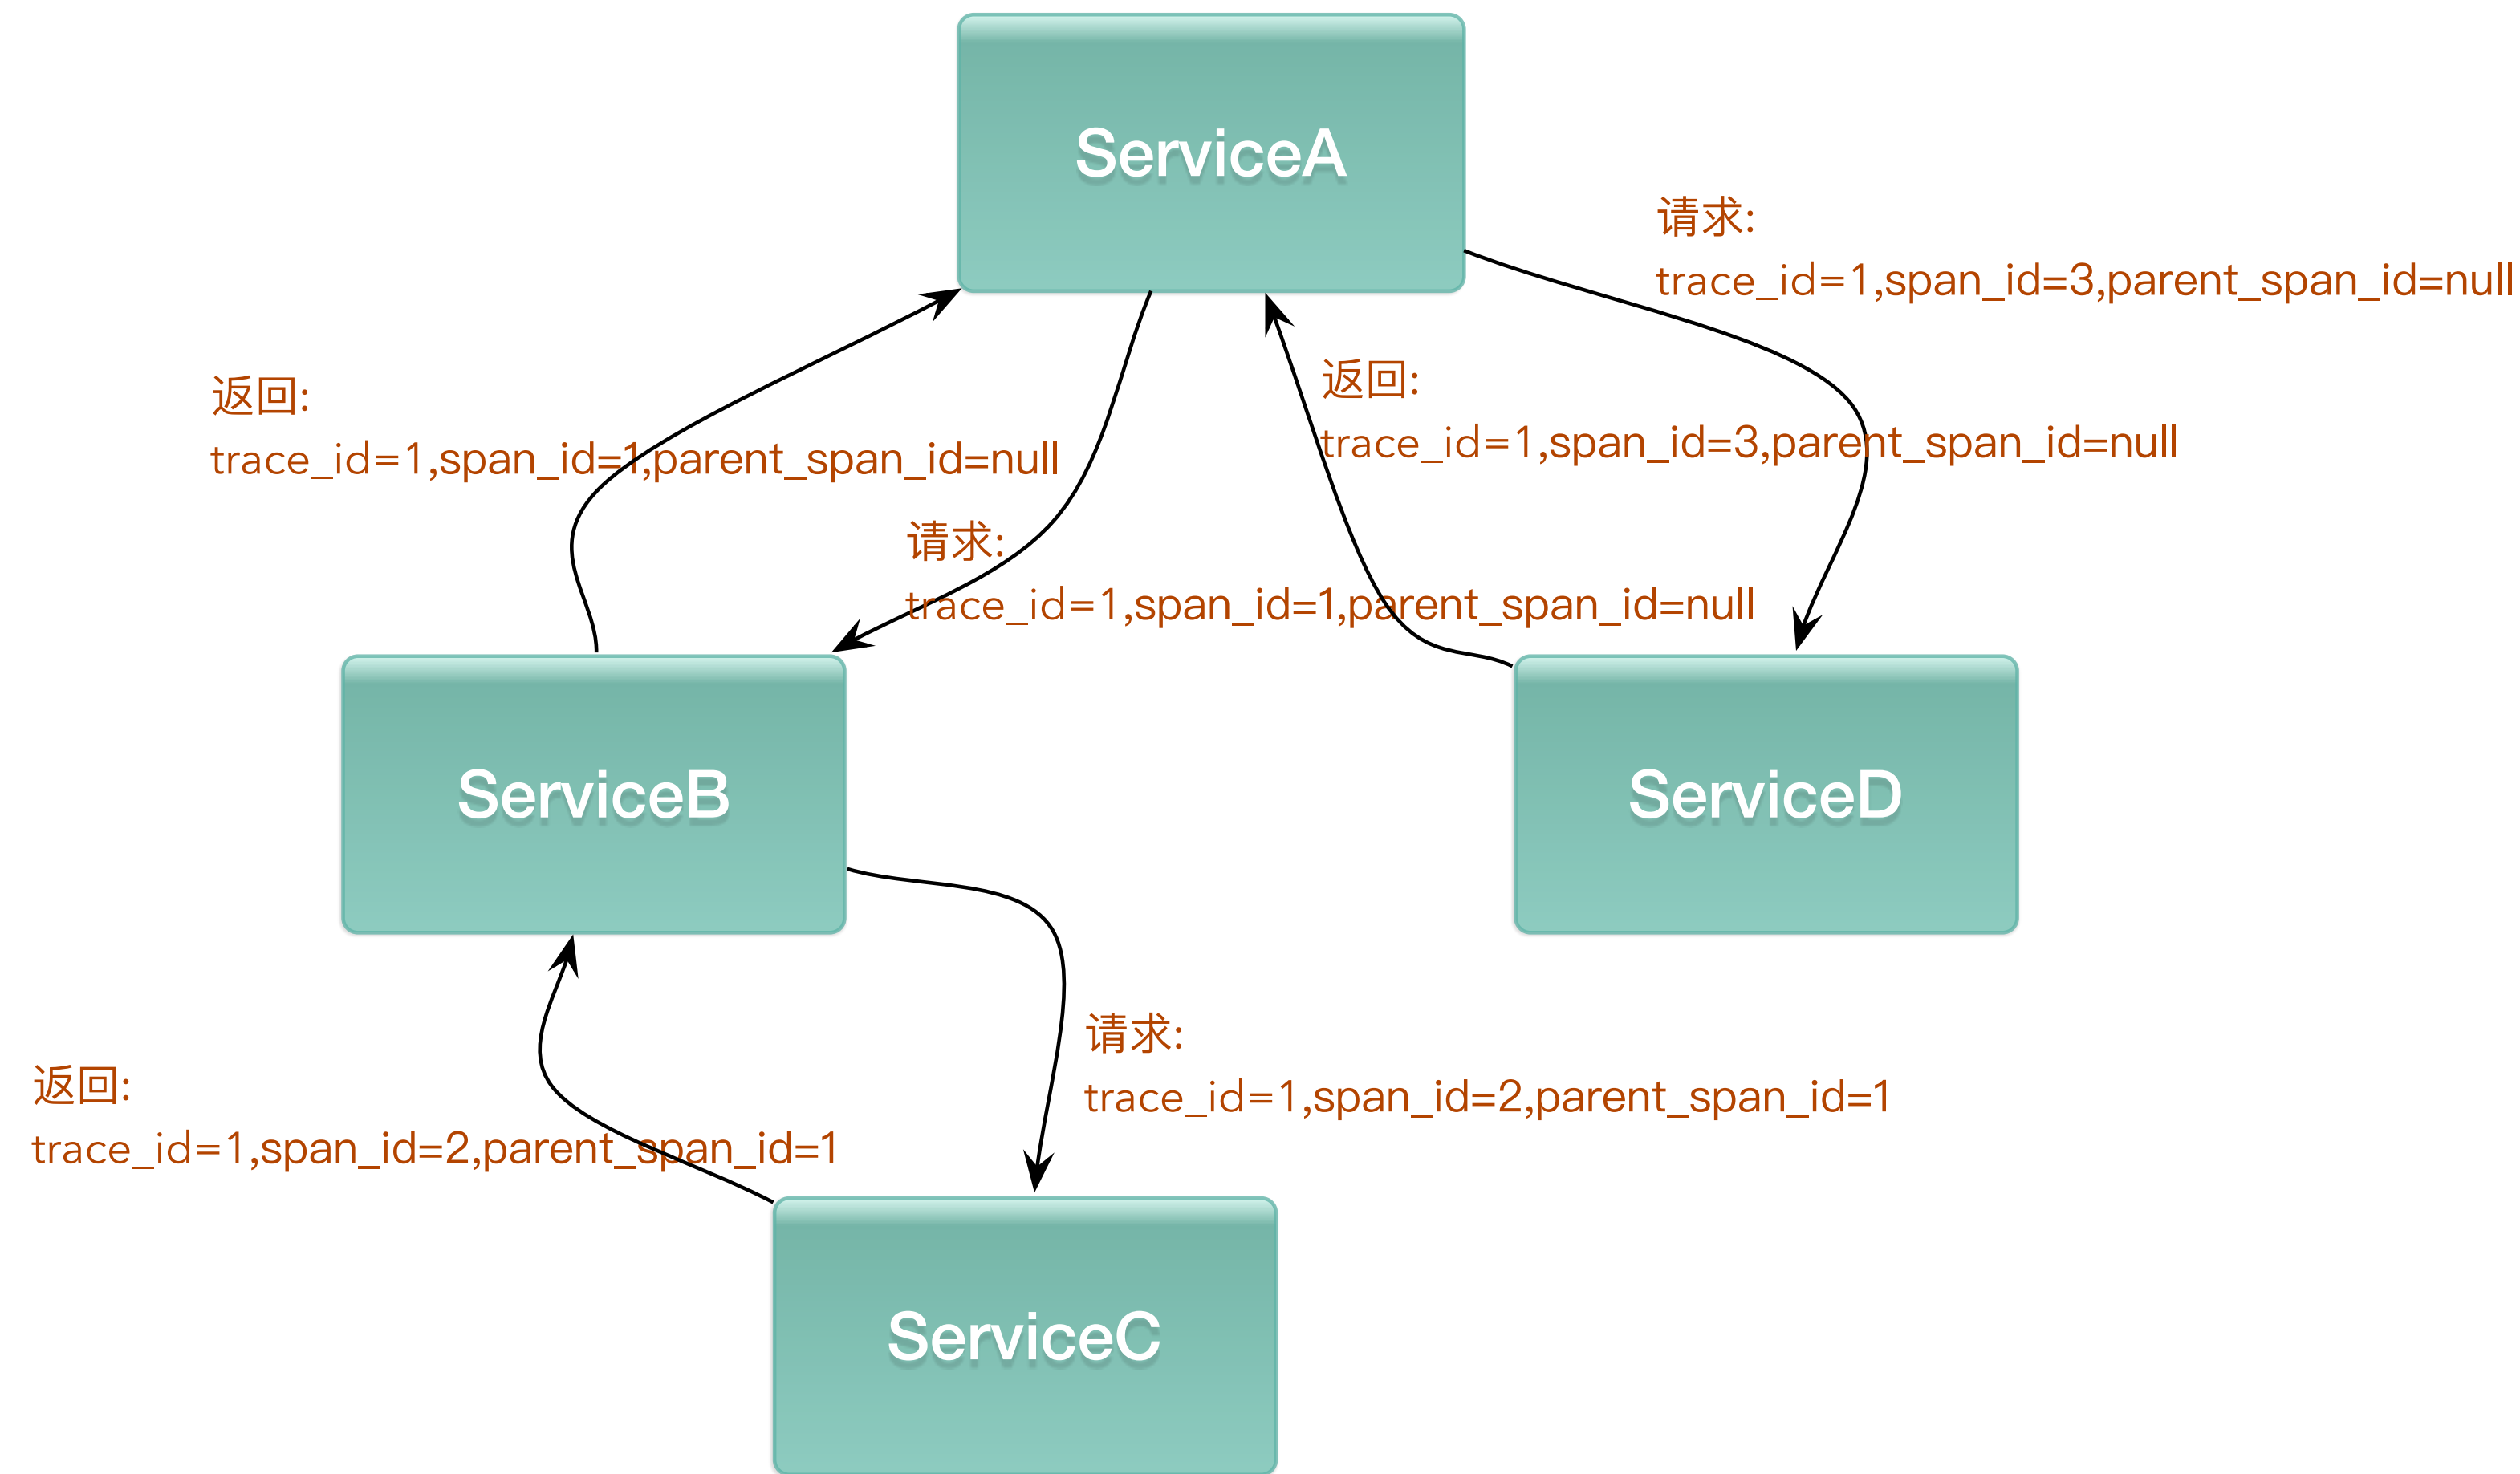 ServiceA
请求:
trace_id=1,span_id=3,parent_span_id=null
返回:
trace_id=1,span_id=1,parent_span_id=null
返回:
trace_id=1,span_id=3,parent_span_id=null
请求:
trace_id=1,span_id=1,parent_span_id=null
ServiceB
ServiceD
请求:
trace_id=1,span_id=2,parent_span_id=1
返回:
trace_id=1,span_id=2,parent_span_id=1
ServiceC